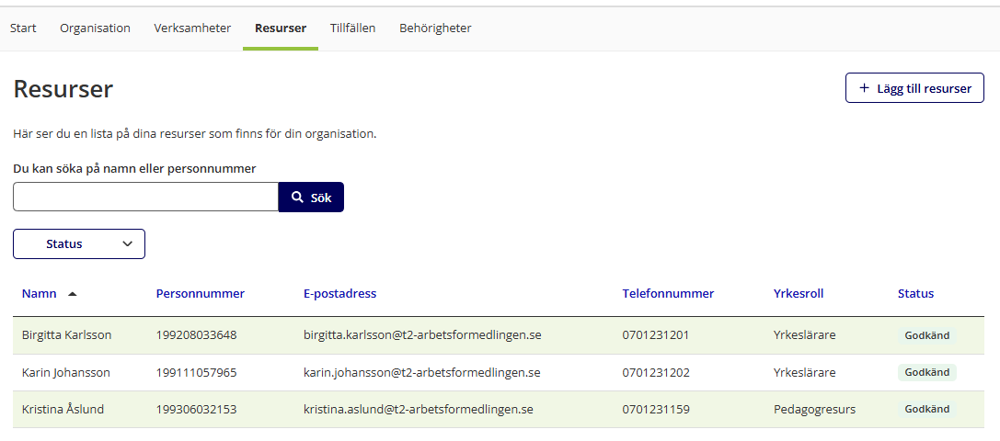 Start Organisation Verksamheter Resurser Tillfällen Behörigheter
Resurser
+ Lägg till resurser
Här ser du en lista på dina resurser som finns för din organisation.
Du kan söka på namn eller personnummer
Sök
Status
Namn Personnummer E-postadress Telefonnummer Yrkesroll Status
Birgitta Karlsson 199208033648 birgitta.karlsson@t2-arbetsformedlingen.se 0701231201 Yrkeslärare Godkänd
Karin Johansson 199111057965 karin.johansson@t2-arbetsformedlingen.se 0701231202 Yrkeslärare Godkänd
Kristina Åslund 199306032153 kristina.aslund@t2-arbetsformedlingen.se 0701231159 Pedagogresurs Godkänd